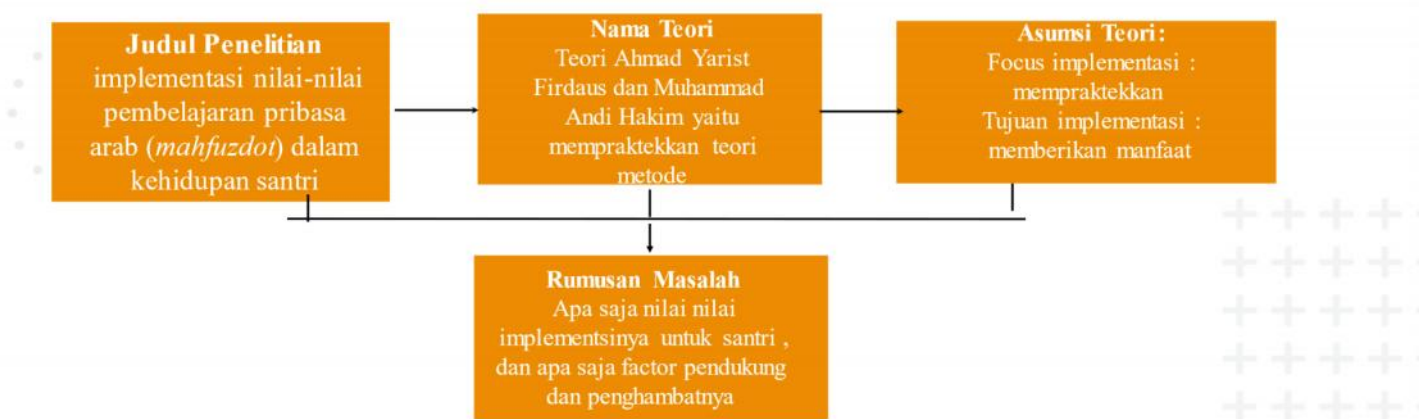 Judul Penelitian
implementasi nilai-nilai
pembelajaran pribasa
arab (mahfuzdot) dalam
kehidupan santri
Nama Teori
Teori Ahmad Yarist
Firdaus dan Muhammad
Andi Hakim yaitu
mempraktekkan teori
metode
Asumsi Teori:
Focus implementasi :
mempraktekkan
Tujuan implementasi :
memberikan manfaat
Rumusan Masalah
Apa saja nilai nilai
implementsinya untuk santri ,
dan apa saja factor pendukung
dan penghambatnya